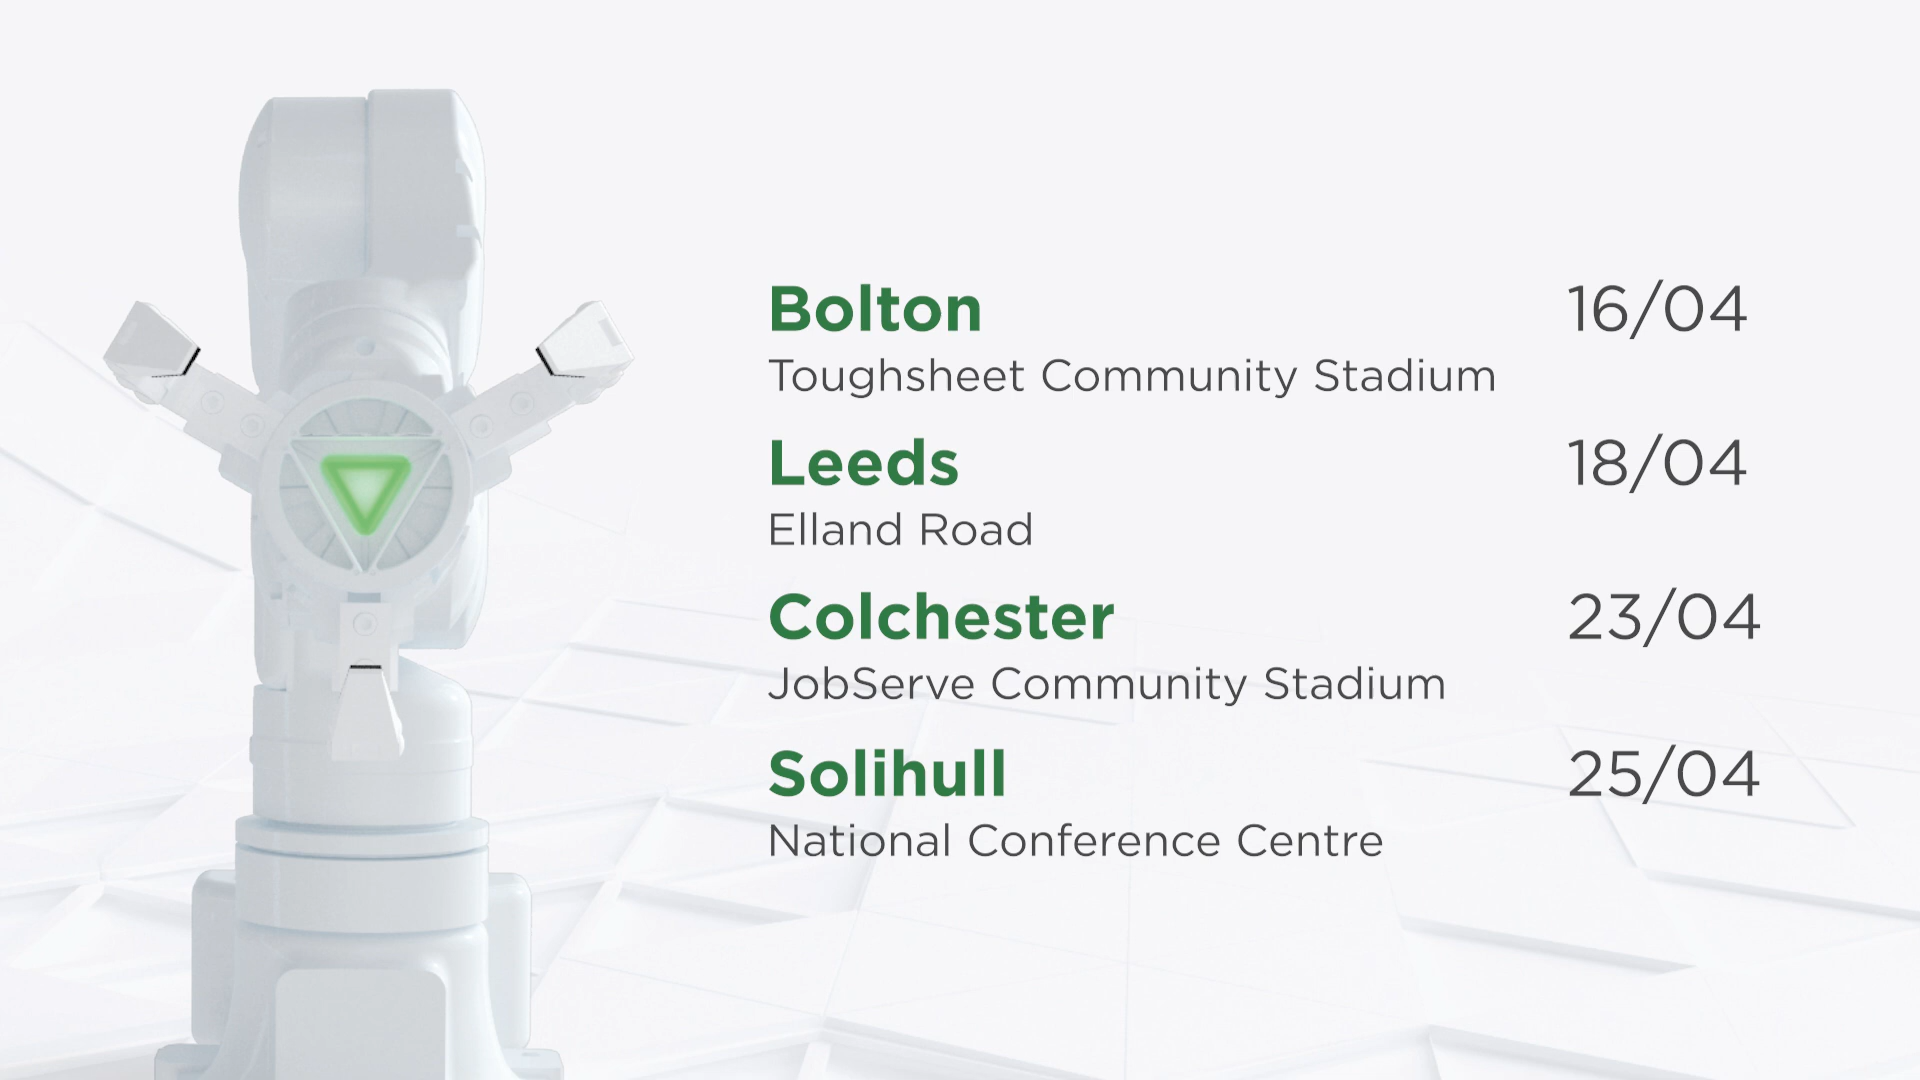 Bolton 16/04
Toughsheet Community Stadium
Leeds 18/04
Elland Road
Colchester 23/04
JobServe Community Stadium
Solihull 25/04
National Conference Centre